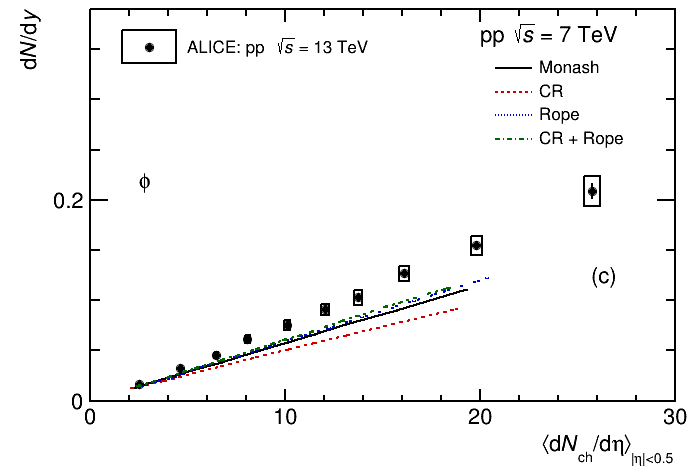 dN/dy
ALICE: pp √s = 13 TeV
pp √s = 7 TeV
Monash
CR
Rope
CR + Rope
ϕ
0.2
(c)
0
0 10 20 30
⟨dN_ch/dη⟩_|η|<0.5